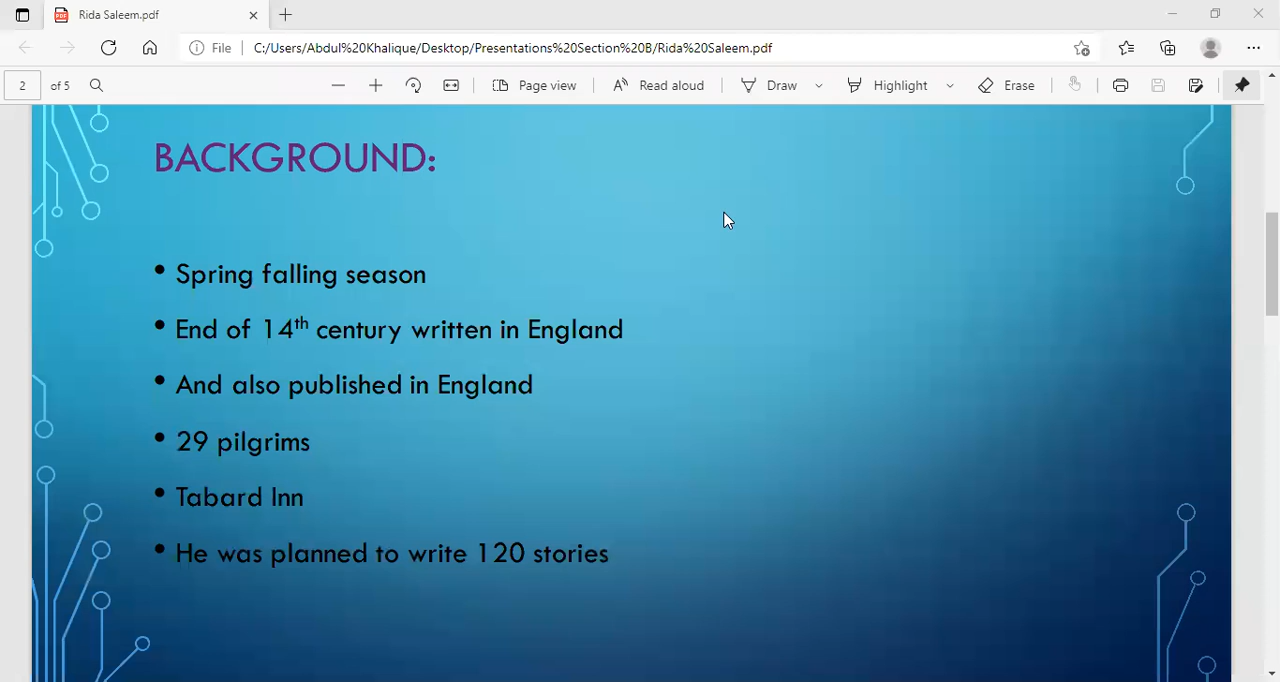 Rida Saleem.pdf
File
C:/Users/Abdul%20Khalique/Desktop/Presentations%20Section%20B/Rida%20Saleem.pdf
2 of 5
Page view
Read aloud
Draw
Highlight
Erase
BACKGROUND:
• Spring falling season
• End of 14th century written in England
• And also published in England
• 29 pilgrims
• Tabard Inn
• He was planned to write 120 stories